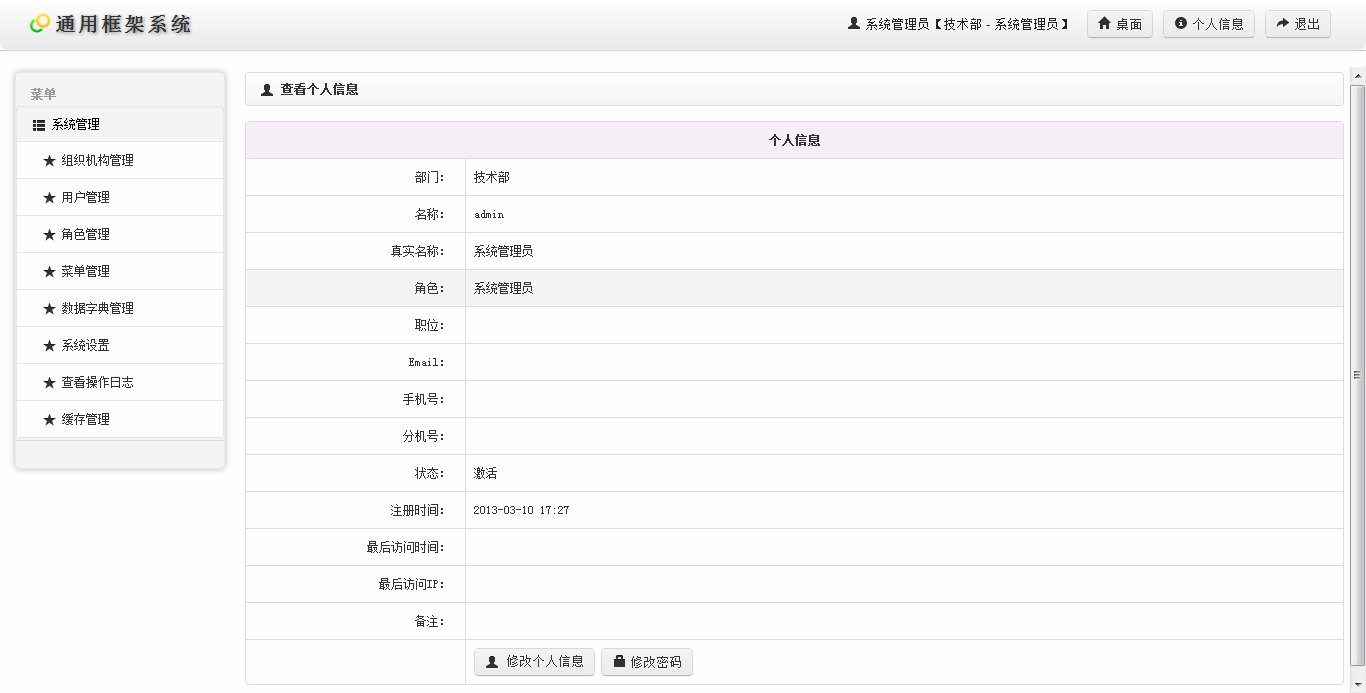 通用框架系统
系统管理员【技术部 - 系统管理员】 桌面 个人信息 退出
菜单
系统管理
组织机构管理
用户管理
角色管理
菜单管理
数据字典管理
系统设置
查看操作日志
缓存管理
查看个人信息
个人信息
部门： 技术部
名称： admin
真实名称： 系统管理员
角色： 系统管理员
职位：
Email：
手机号：
分机号：
状态： 激活
注册时间： 2013-03-10 17:27
最后访问时间：
最后访问IP：
备注：
修改个人信息 修改密码